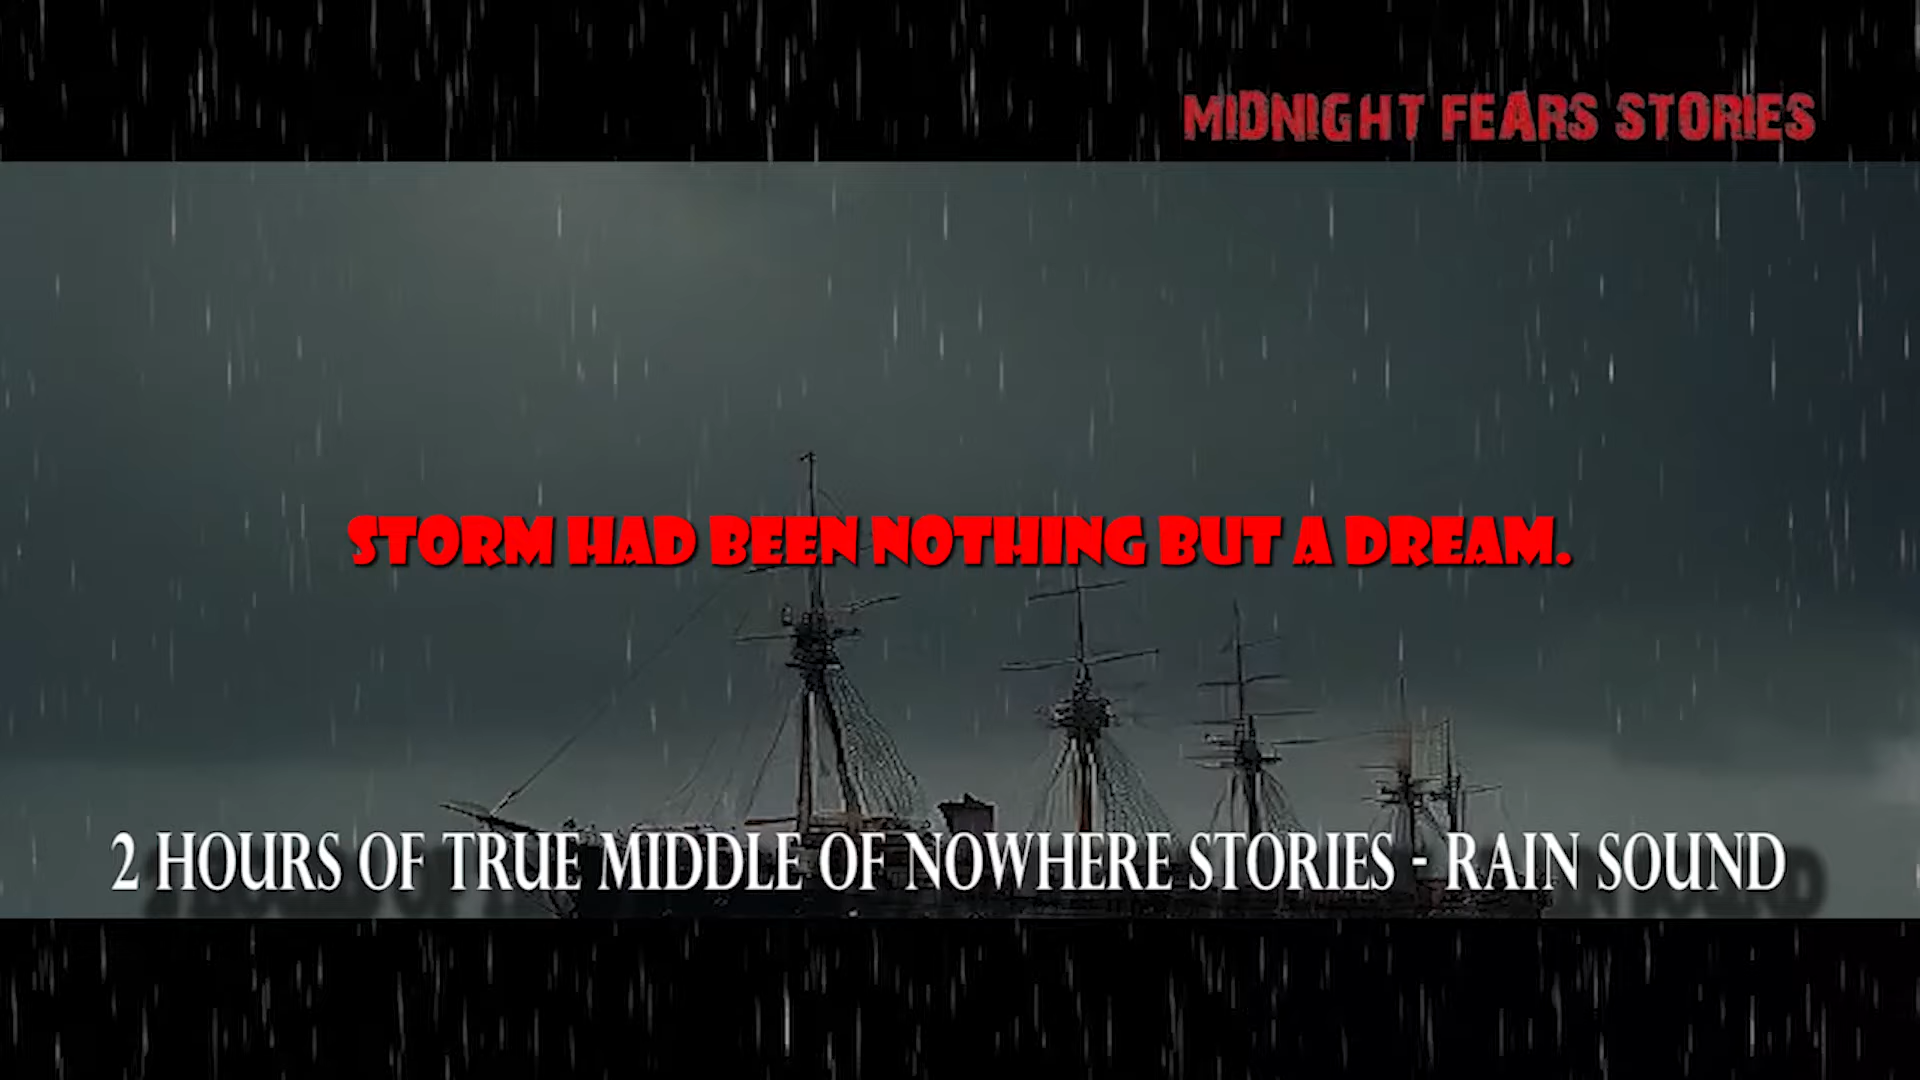 MIDNIGHT FEARS STORIES
STORM HAD BEEN NOTHING BUT A DREAM.
2 HOURS OF TRUE MIDDLE OF NOWHERE STORIES - RAIN SOUND